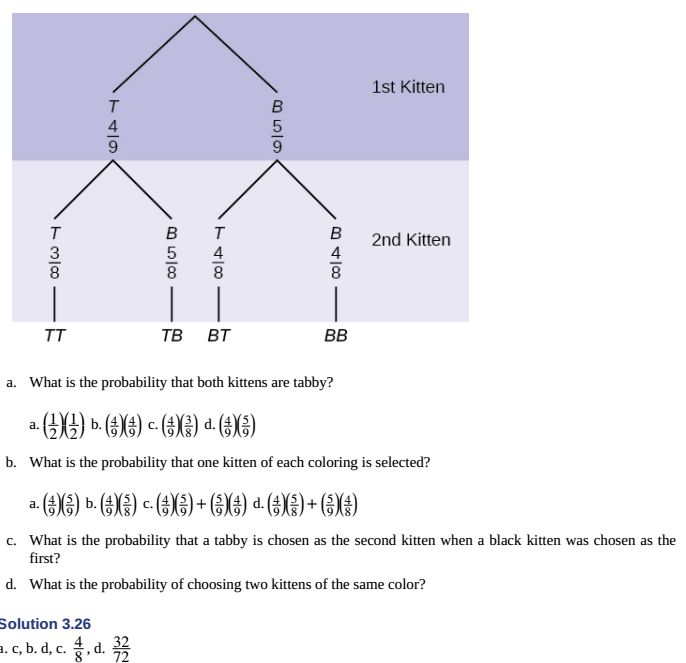 1st Kitten
T B
4/9 5/9
T B T B
2nd Kitten
3/8 5/8 4/8 4/8
TT TB BT BB
a. What is the probability that both kittens are tabby?
a. (1/2)(1/2) b. (4/9)(4/9) c. (4/9)(3/8) d. (4/9)(5/9)
b. What is the probability that one kitten of each coloring is selected?
a. (4/9)(5/9) b. (4/9)(5/8) c. (4/9)(5/9) + (5/9)(4/9) d. (4/9)(5/8) + (5/9)(4/8)
c. What is the probability that a tabby is chosen as the second kitten when a black kitten was chosen as the
first?
d. What is the probability of choosing two kittens of the same color?
Solution 3.26
a. c, b. d, c. 4/8, d. 32/72